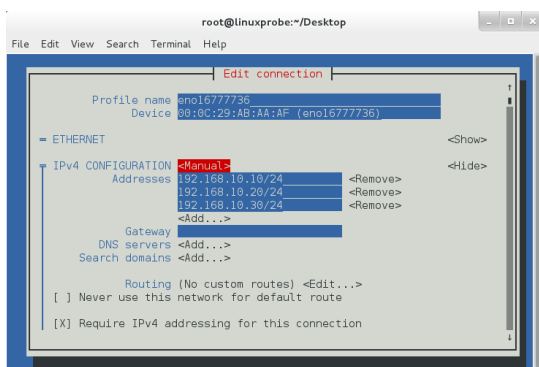 root@linuxprobe:~/Desktop
File Edit View Search Terminal Help
Edit connection
Profile name eno16777736
Device 00:0C:29:AB:AA:AF (eno16777736)
ETHERNET <Show>
IPv4 CONFIGURATION <Manual> <Hide>
Addresses 192.168.10.10/24 <Remove>
192.168.10.20/24 <Remove>
192.168.10.30/24 <Remove>
<Add...>
Gateway
DNS servers <Add...>
Search domains <Add...>
Routing (No custom routes) <Edit...>
[ ] Never use this network for default route
[X] Require IPv4 addressing for this connection